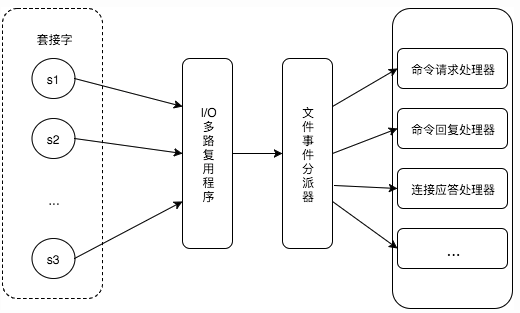 套接字
s1
s2
...
s3
I/O
多
路
复
用
程
序
文
件
事
件
分
派
器
命令请求处理器
命令回复处理器
连接应答处理器
...